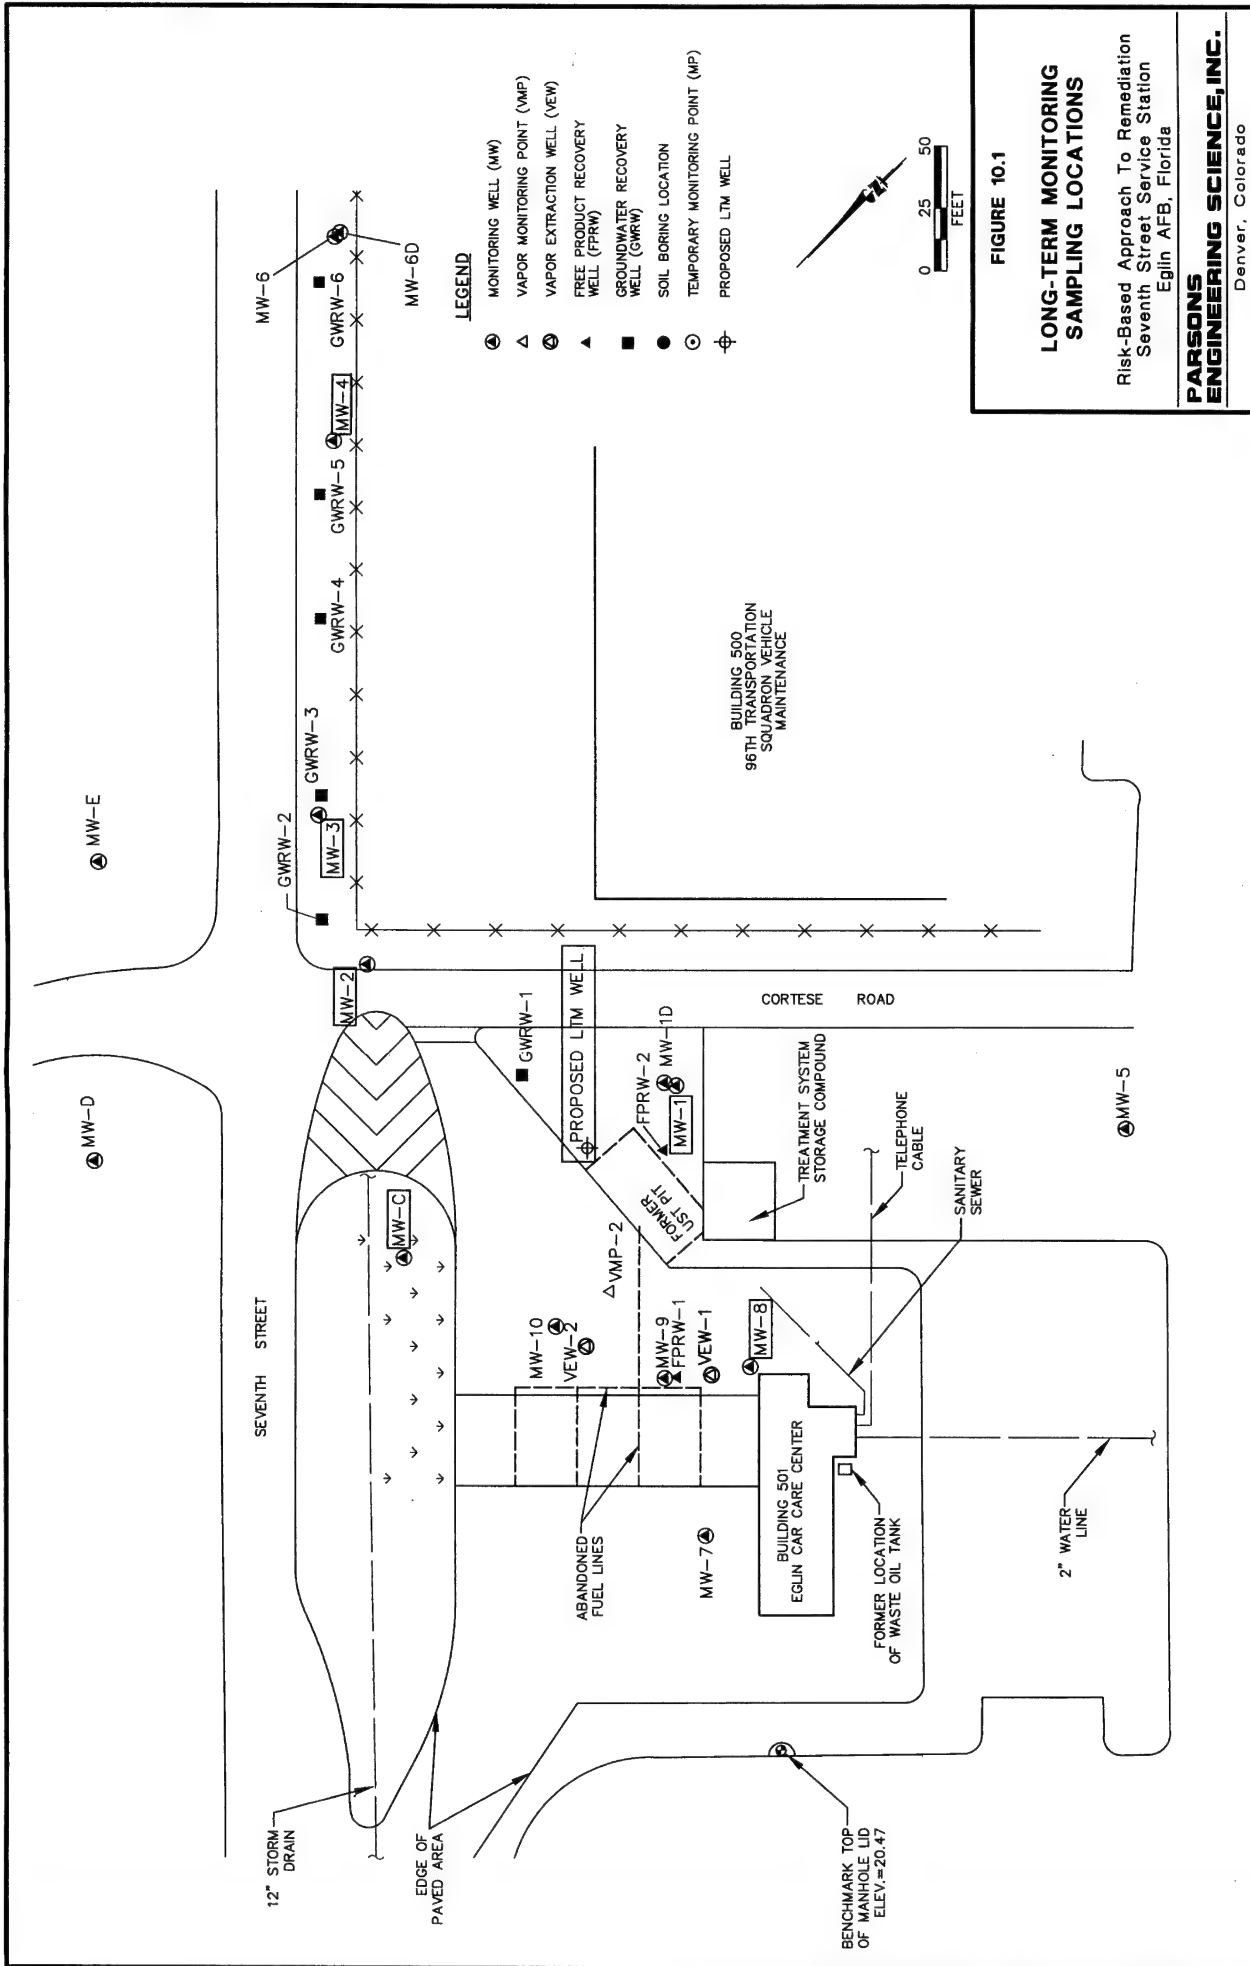 MW-E
MW-D
SEVENTH STREET
12" STORM
DRAIN
EDGE OF
PAVED AREA
BENCHMARK TOP
OF MANHOLE LID
ELEV.=20.47
MW-C
MW-2
GWRW-2
MW-3
GWRW-3
GWRW-4
GWRW-5
MW-4
GWRW-6
MW-6
MW-6D
GWRW-1
PROPOSED LTM WELL
FPRW-2
MW-1D
MW-1
FORMER
UST PIT
VMP-2
MW-10
VEW-2
MW-9
FPRW-1
VEW-1
MW-8
ABANDONED
FUEL LINES
MW-7
BUILDING 501
EGLIN CAR CARE CENTER
FORMER LOCATION
OF WASTE OIL TANK
2" WATER
LINE
SANITARY
SEWER
TELEPHONE
CABLE
TREATMENT SYSTEM
STORAGE COMPOUND
MW-5
CORTESE ROAD
BUILDING 500
96TH TRANSPORTATION
SQUADRON VEHICLE
MAINTENANCE
LEGEND
MONITORING WELL (MW)
VAPOR MONITORING POINT (VMP)
VAPOR EXTRACTION WELL (VEW)
FREE PRODUCT RECOVERY
WELL (FPRW)
GROUNDWATER RECOVERY
WELL (GWRW)
SOIL BORING LOCATION
TEMPORARY MONITORING POINT (MP)
PROPOSED LTM WELL
N
0 25 50
FEET
FIGURE 10.1
LONG-TERM MONITORING
SAMPLING LOCATIONS
Risk-Based Approach To Remediation
Seventh Street Service Station
Eglin AFB, Florida
PARSONS
ENGINEERING SCIENCE, INC.
Denver, Colorado